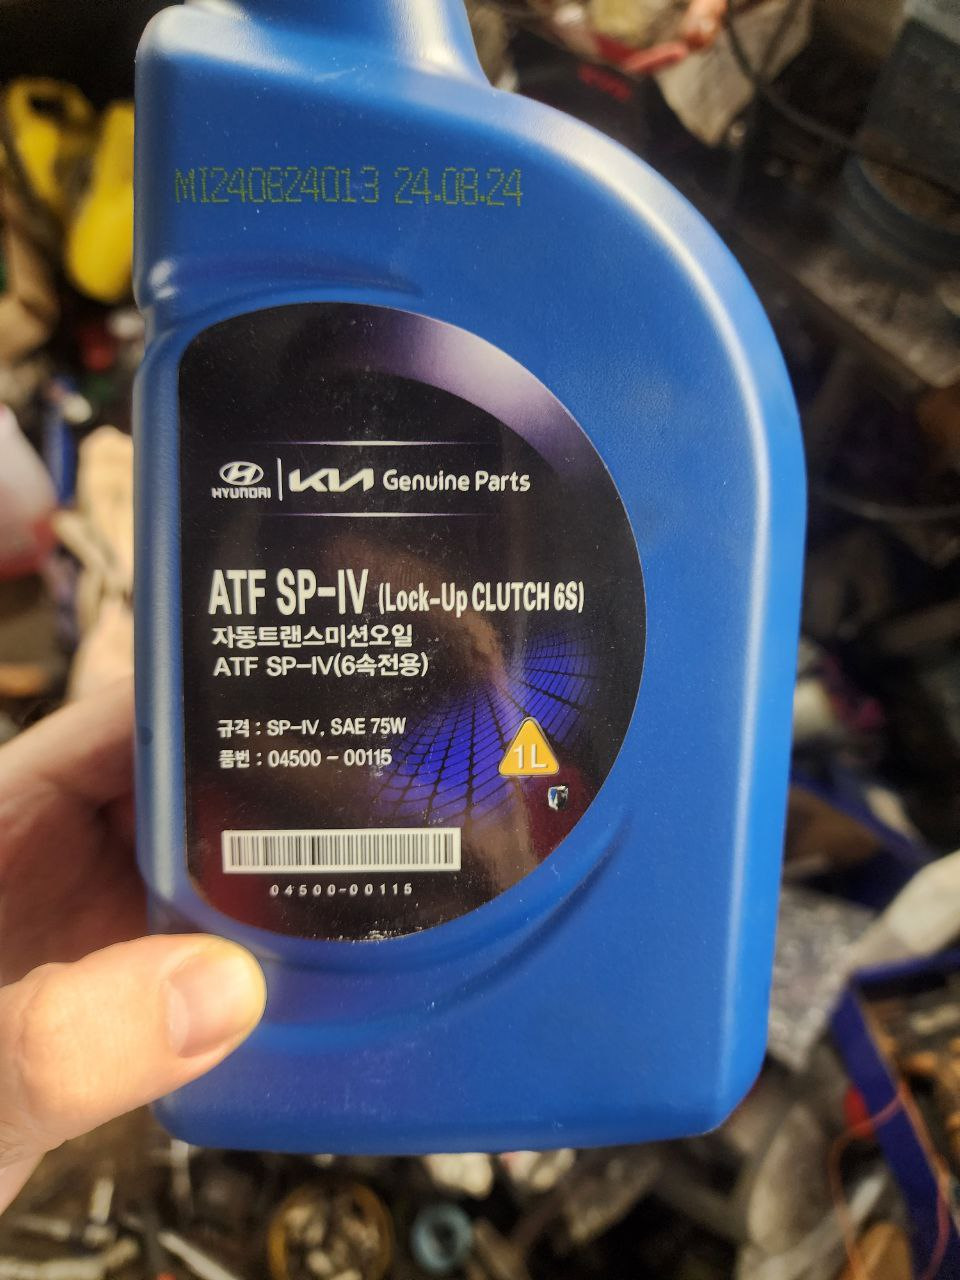 MI240824013 24.08.24
HYUNDAI KIA Genuine Parts
ATF SP-IV (Lock-Up CLUTCH 6S)
자동트랜스미션오일
ATF SP-IV(6속전용)
규격 : SP-IV, SAE 75W
품번 : 04500 - 00115
1L
04500-00115